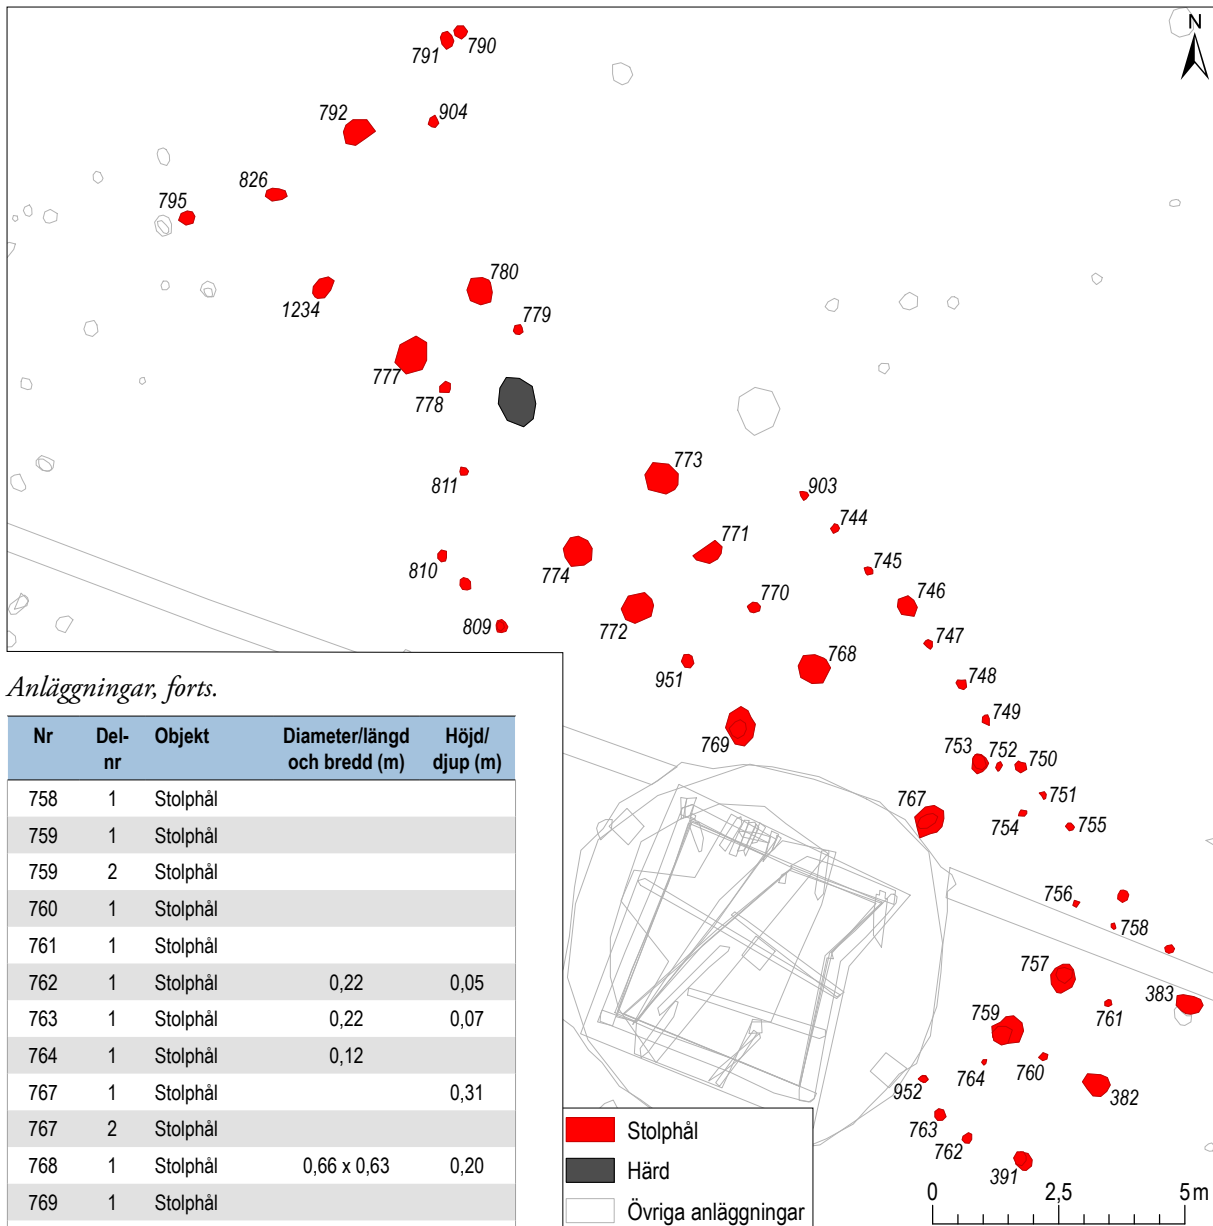 N
790
791
792
904
826
795
780
1234
779
777
778
773
811
903
744
771
745
810
774
770
746
772
747
809
768
951
748
749
769
753
752
750
751
767
754
755
756
758
757
383
761
759
760
764
952
382
763
762
391
Anläggningar, forts.
Nr Del-nr Objekt Diameter/längd och bredd (m) Höjd/djup (m)
758 1 Stolphål
759 1 Stolphål
759 2 Stolphål
760 1 Stolphål
761 1 Stolphål
762 1 Stolphål 0,22 0,05
763 1 Stolphål 0,22 0,07
764 1 Stolphål 0,12
767 1 Stolphål 0,31
767 2 Stolphål
768 1 Stolphål 0,66 x 0,63 0,20
769 1 Stolphål
Stolphål
Härd
Övriga anläggningar
0 2,5 5 m